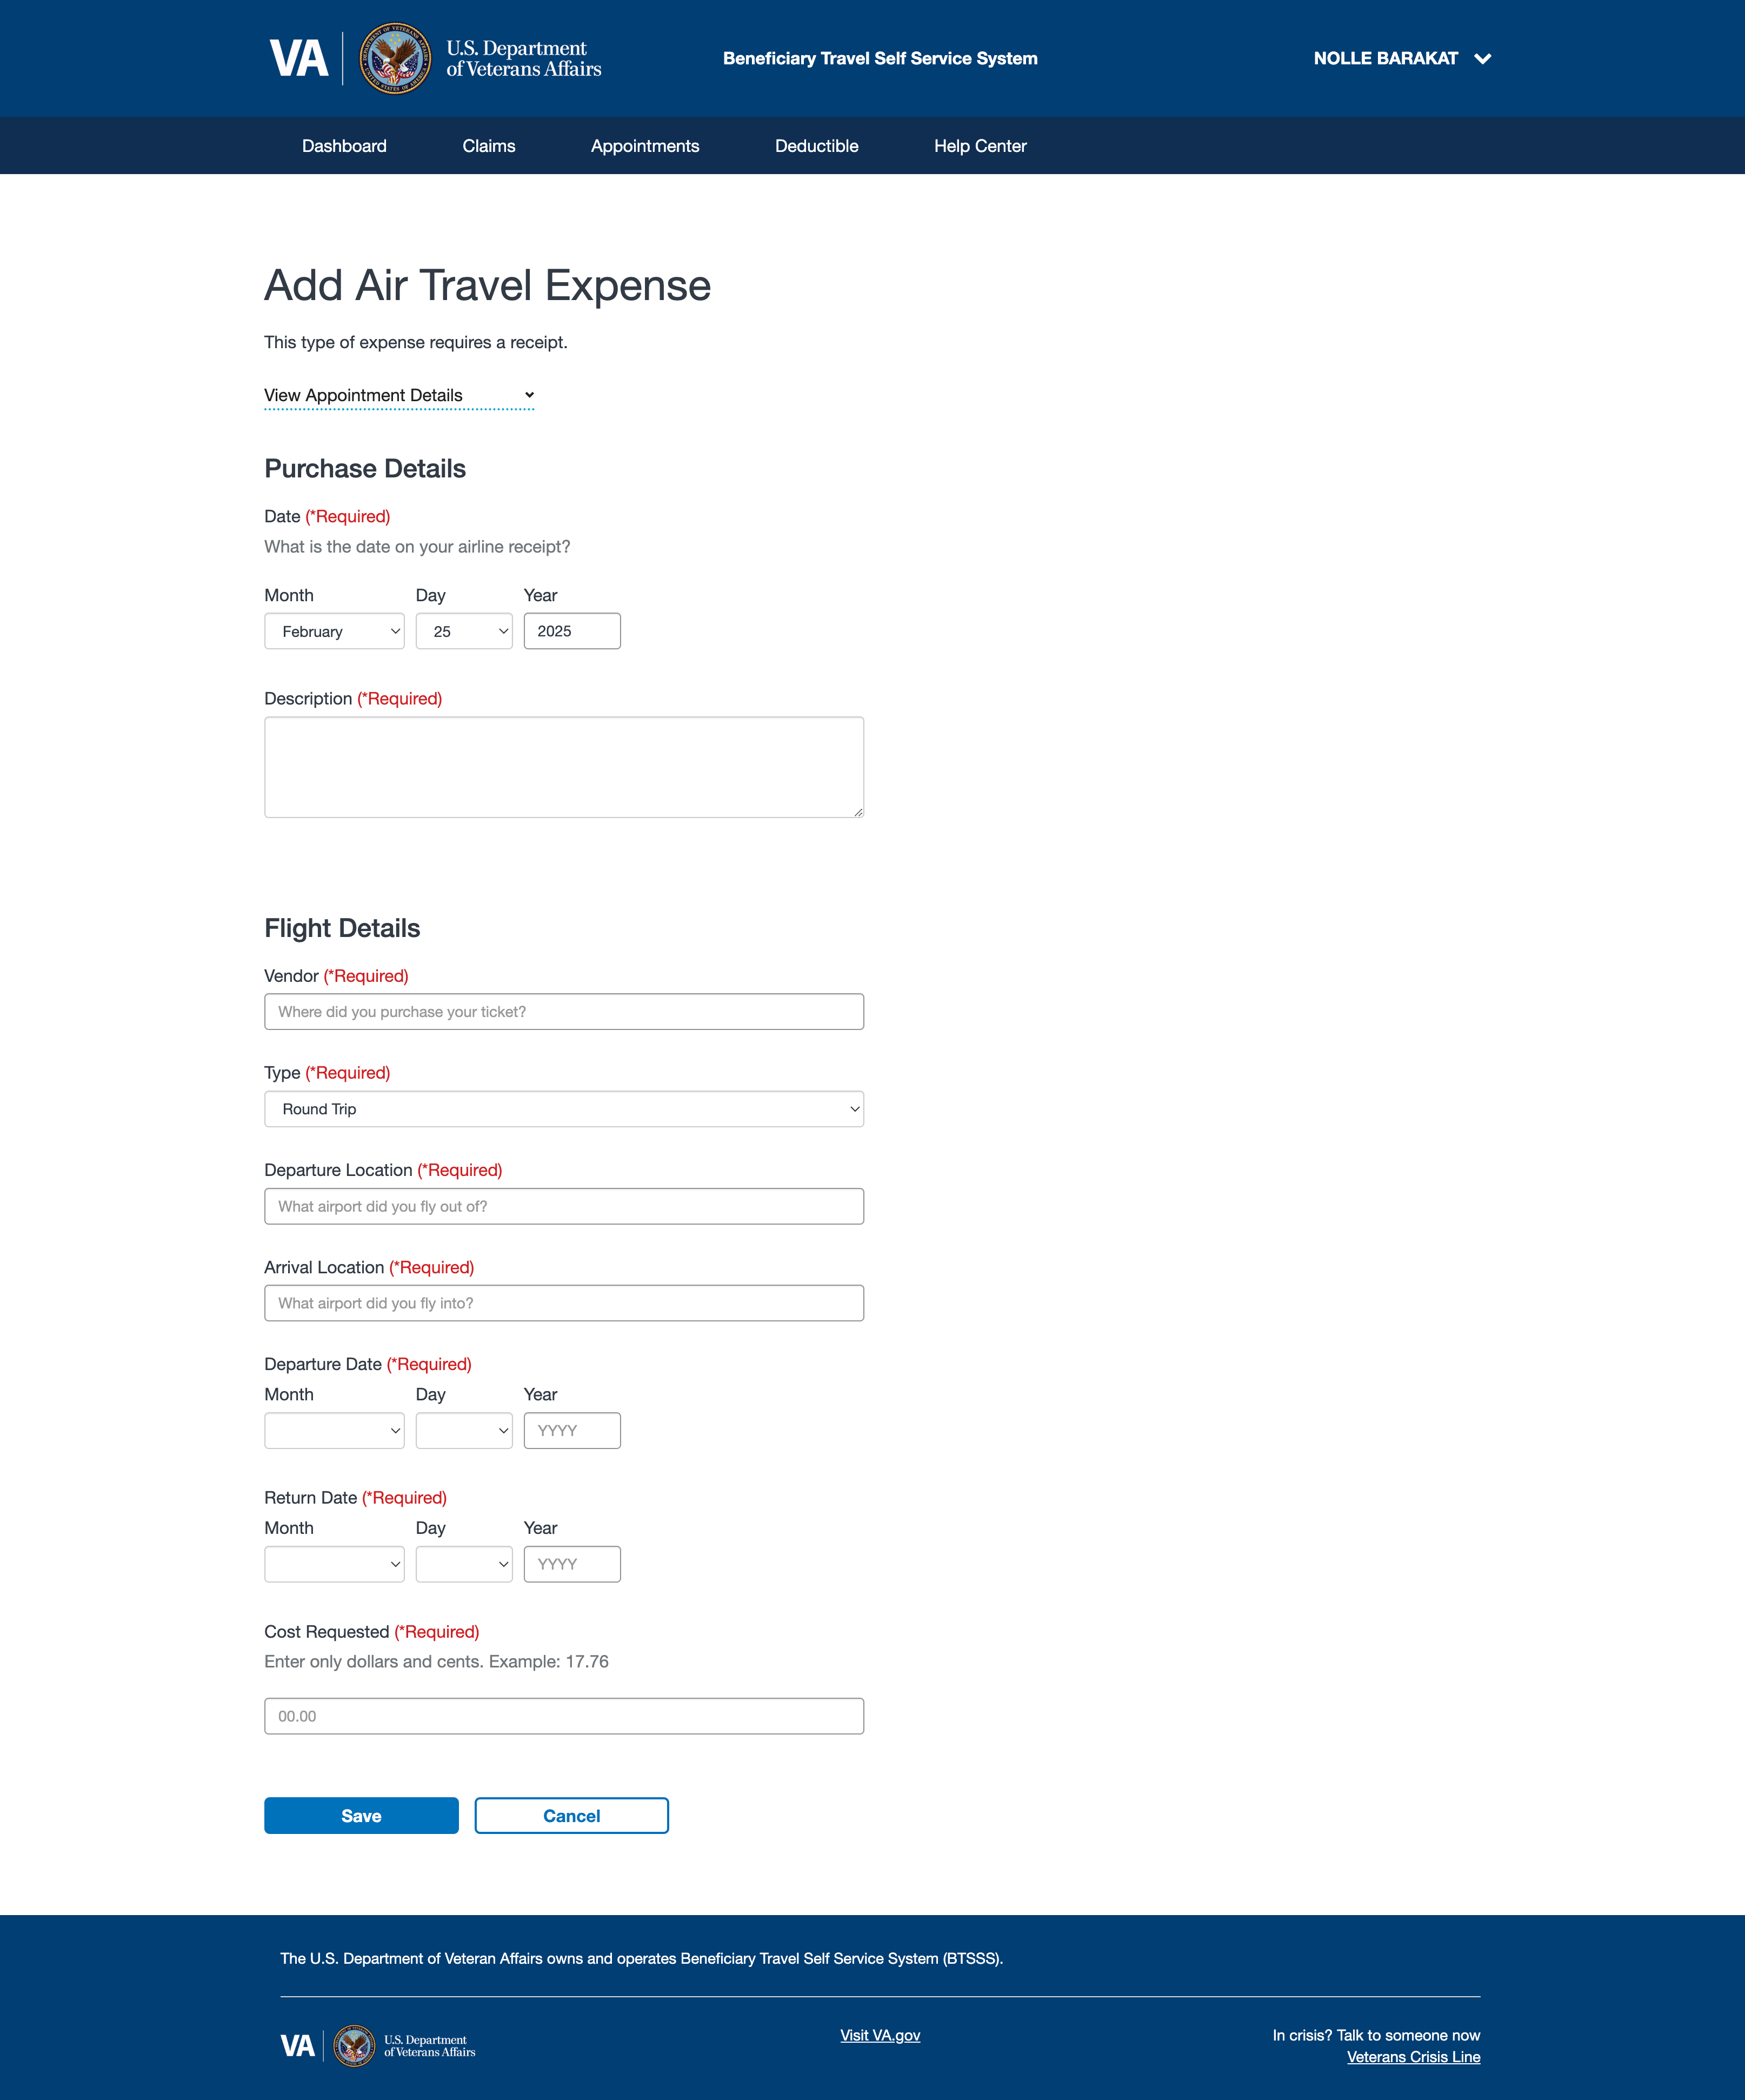 VA
U.S. Department
of Veterans Affairs
Beneficiary Travel Self Service System
NOLLE BARAKAT
Dashboard
Claims
Appointments
Deductible
Help Center
Add Air Travel Expense
This type of expense requires a receipt.
View Appointment Details
Purchase Details
Date (*Required)
What is the date on your airline receipt?
Month
Day
Year
February
25
2025
Description (*Required)
Flight Details
Vendor (*Required)
Where did you purchase your ticket?
Type (*Required)
Round Trip
Departure Location (*Required)
What airport did you fly out of?
Arrival Location (*Required)
What airport did you fly into?
Departure Date (*Required)
Month
Day
Year
YYYY
Return Date (*Required)
Month
Day
Year
YYYY
Cost Requested (*Required)
Enter only dollars and cents. Example: 17.76
00.00
Save
Cancel
The U.S. Department of Veteran Affairs owns and operates Beneficiary Travel Self Service System (BTSSS).
VA
U.S. Department
of Veterans Affairs
Visit VA.gov
In crisis? Talk to someone now
Veterans Crisis Line